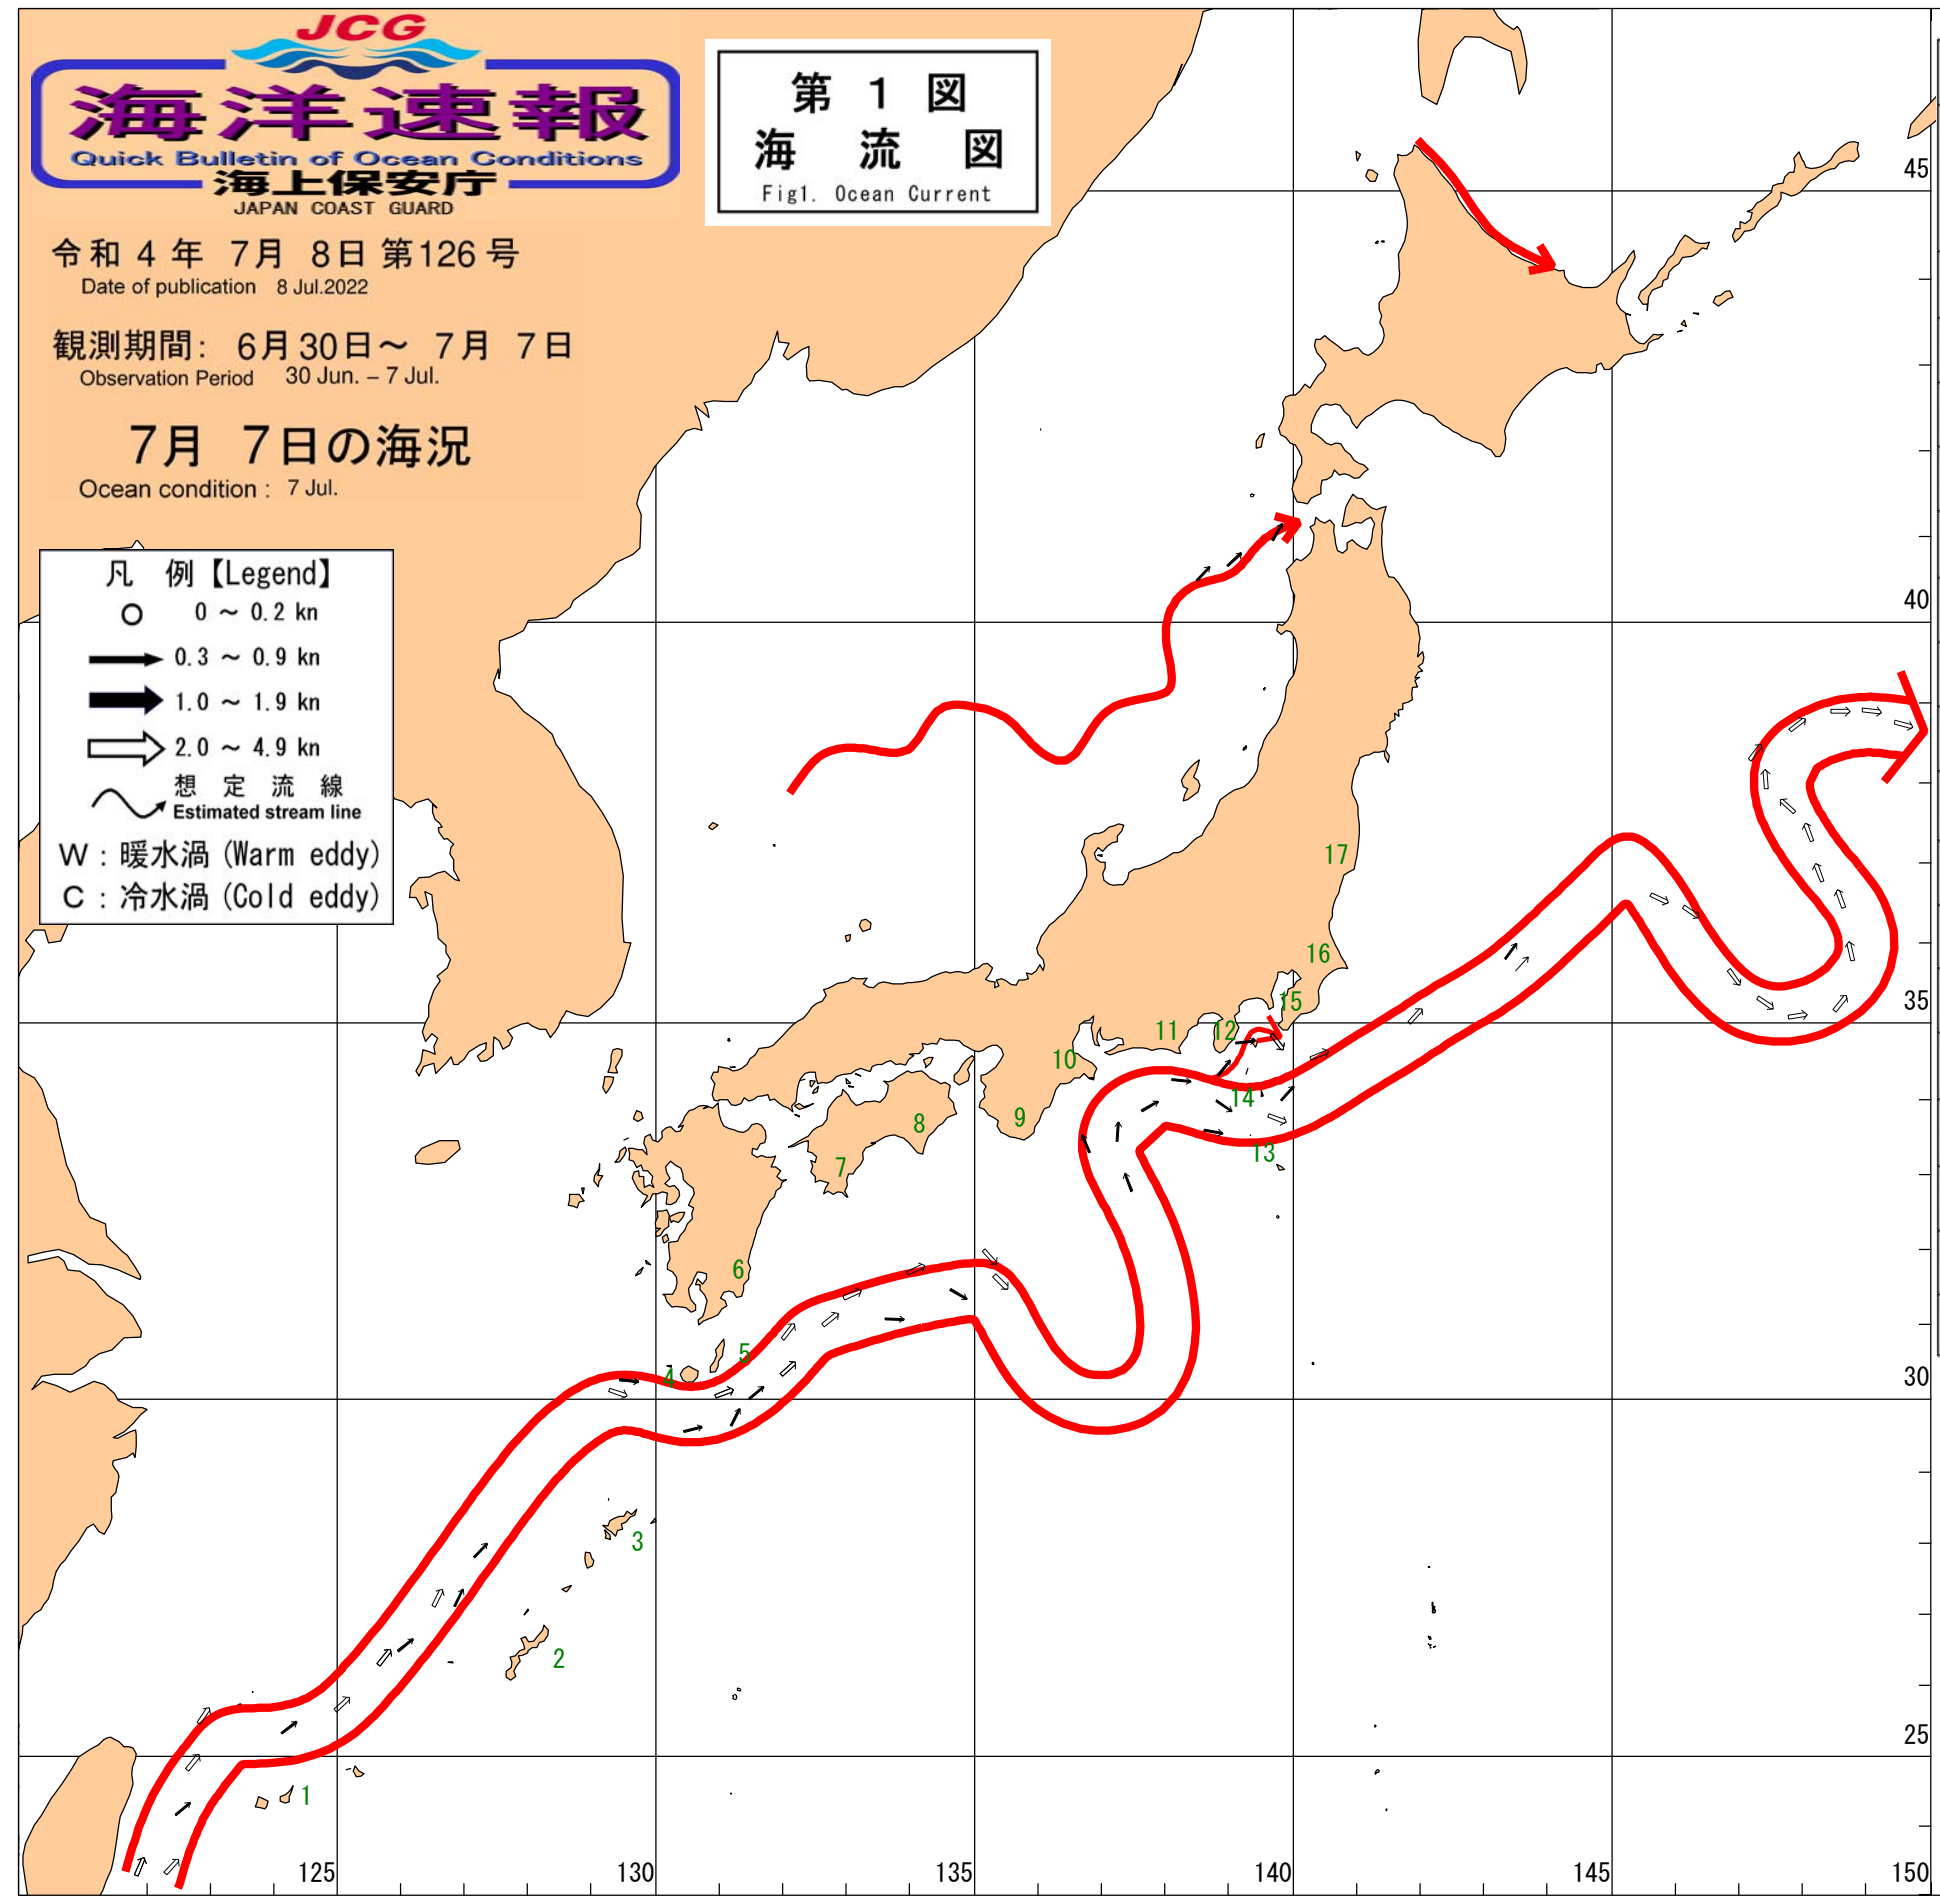 JCG
海洋速報
Quick Bulletin of Ocean Conditions
海上保安庁
JAPAN COAST GUARD
第 1 図
海 流 図
Fig1. Ocean Current
令和 4 年 7月 8日 第126号
Date of publication 8 Jul.2022
観測期間: 6月30日～ 7月 7日
Observation Period 30 Jun. – 7 Jul.
7月 7日の海況
Ocean condition : 7 Jul.
凡 例【Legend】
0 ～ 0.2 kn
0.3 ～ 0.9 kn
1.0 ～ 1.9 kn
2.0 ～ 4.9 kn
想 定 流 線
Estimated stream line
W : 暖水渦 (Warm eddy)
C : 冷水渦 (Cold eddy)
45
40
35
30
25
17
16
15
12
11
10
14
9
8
13
7
6
5
4
3
2
1
125
130
135
140
145
150